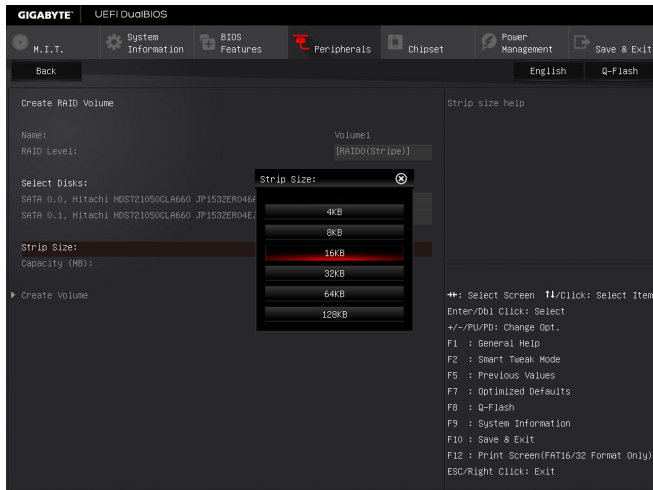 GIGABYTE™ UEFI DualBIOS
M.I.T.
System Information
BIOS Features
Peripherals
Chipset
Power Management
Save & Exit
Back
English
Q-Flash
Create RAID Volume
Strip size help
Name: Volume1
RAID Level: [RAID0(Stripe)]
Select Disks:
SATA 0.0, Hitachi HDS721050CLA660 JP1532ER046
SATA 0.1, Hitachi HDS721050CLA660 JP1532ER04E
Strip Size:
Capacity (MB):
▶ Create Volume
Strip Size:
4KB
8KB
16KB
32KB
64KB
128KB
→←: Select Screen ↑↓/Click: Select Item
Enter/Dbl Click: Select
+/-/PU/PD: Change Opt.
F1 : General Help
F2 : Smart Tweak Mode
F5 : Previous Values
F7 : Optimized Defaults
F8 : Q-Flash
F9 : System Information
F10 : Save & Exit
F12 : Print Screen(FAT16/32 Format Only)
ESC/Right Click: Exit